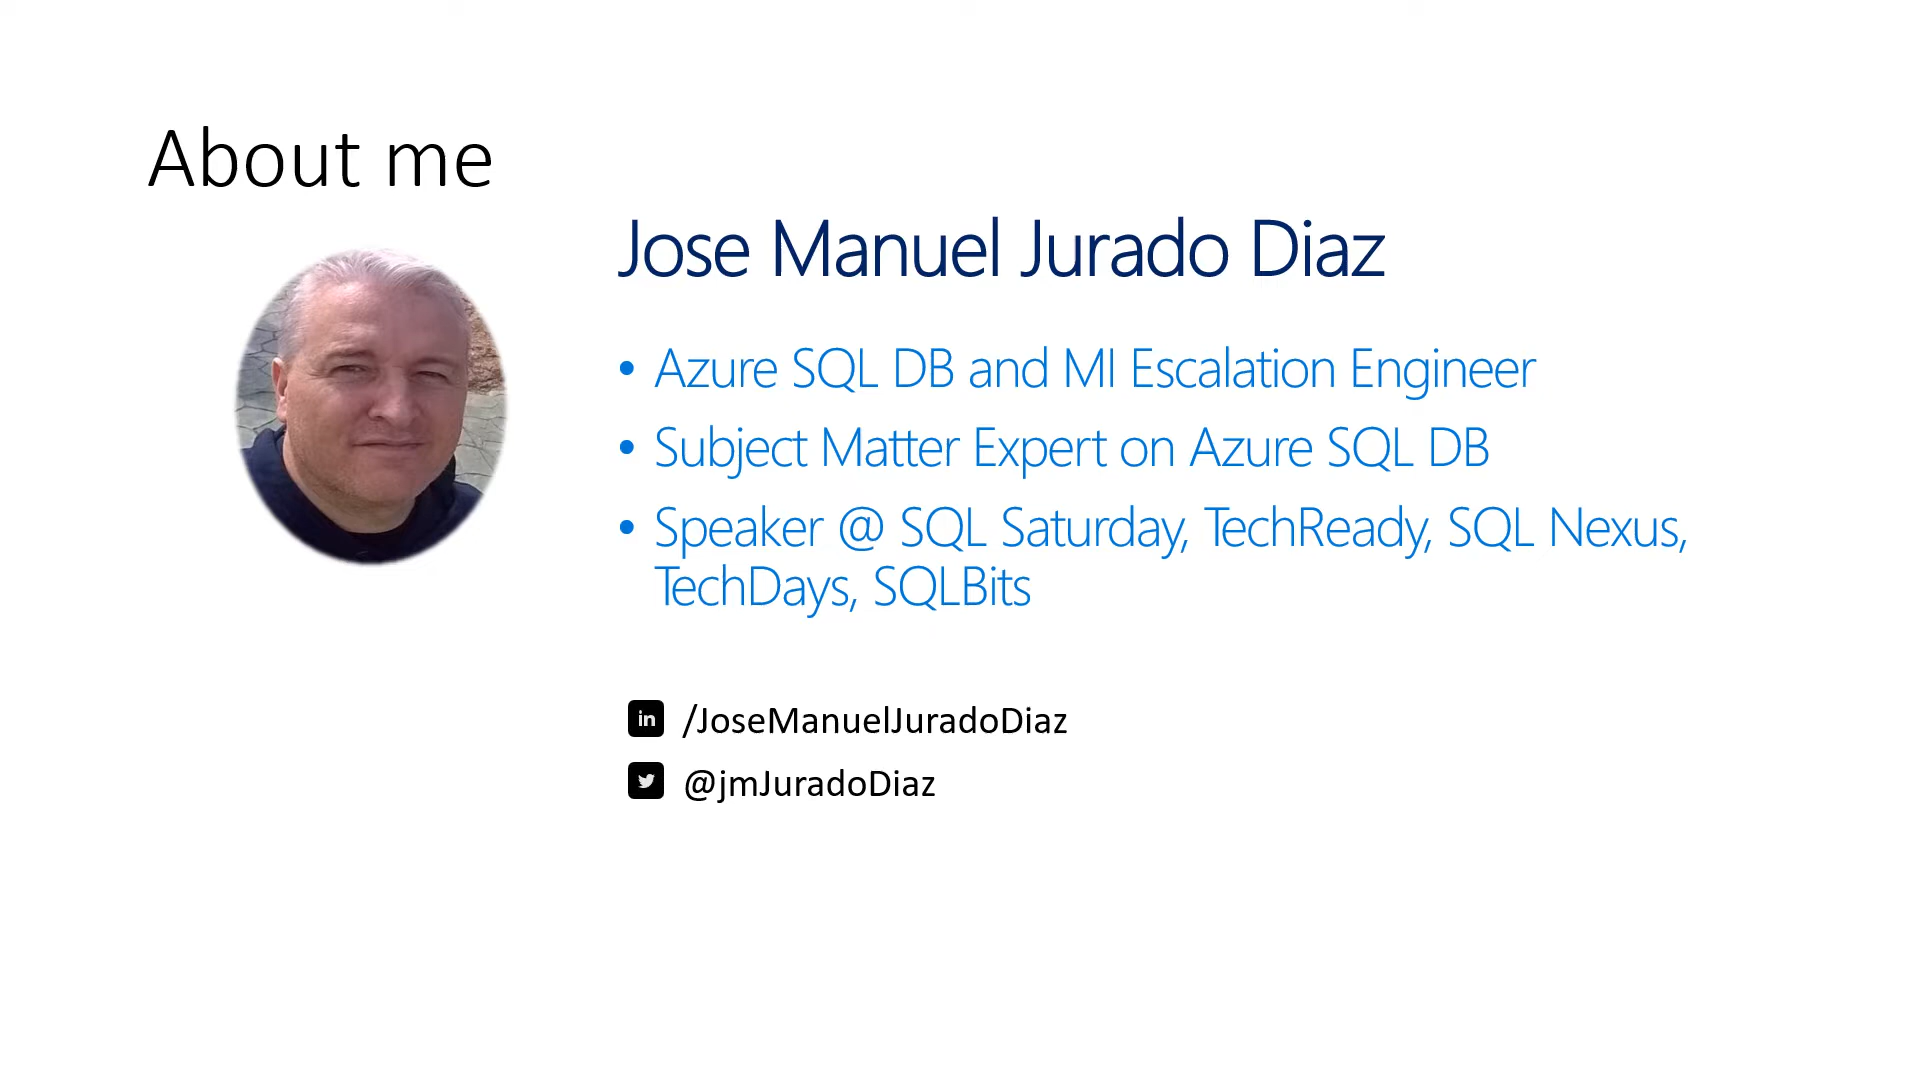 About me
Jose Manuel Jurado Diaz
• Azure SQL DB and MI Escalation Engineer
• Subject Matter Expert on Azure SQL DB
• Speaker @ SQL Saturday, TechReady, SQL Nexus,
TechDays, SQLBits
in /JoseManuelJuradoDiaz
@jmJuradoDiaz